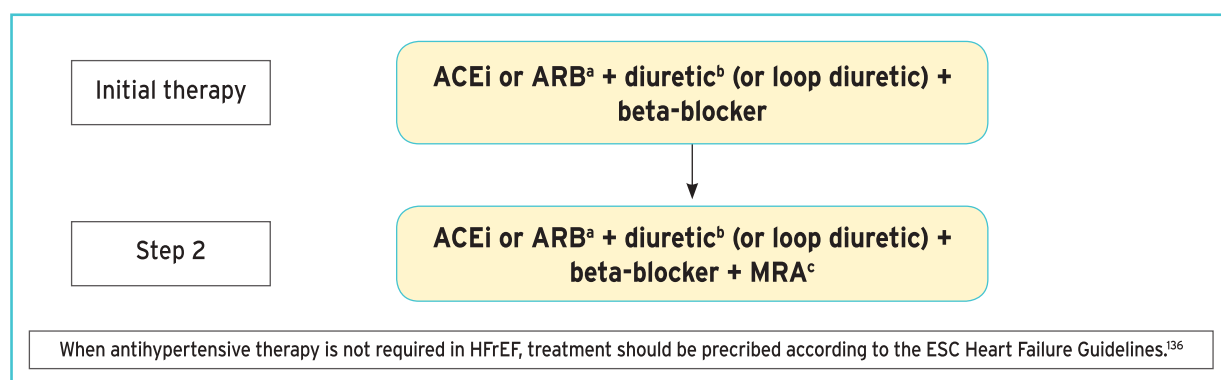 Initial therapy
ACEi or ARBᵃ + diureticᵇ (or loop diuretic) +
beta-blocker
Step 2
ACEi or ARBᵃ + diureticᵇ (or loop diuretic) +
beta-blocker + MRAᶜ
When antihypertensive therapy is not required in HFrEF, treatment should be precribed according to the ESC Heart Failure Guidelines.¹³⁶